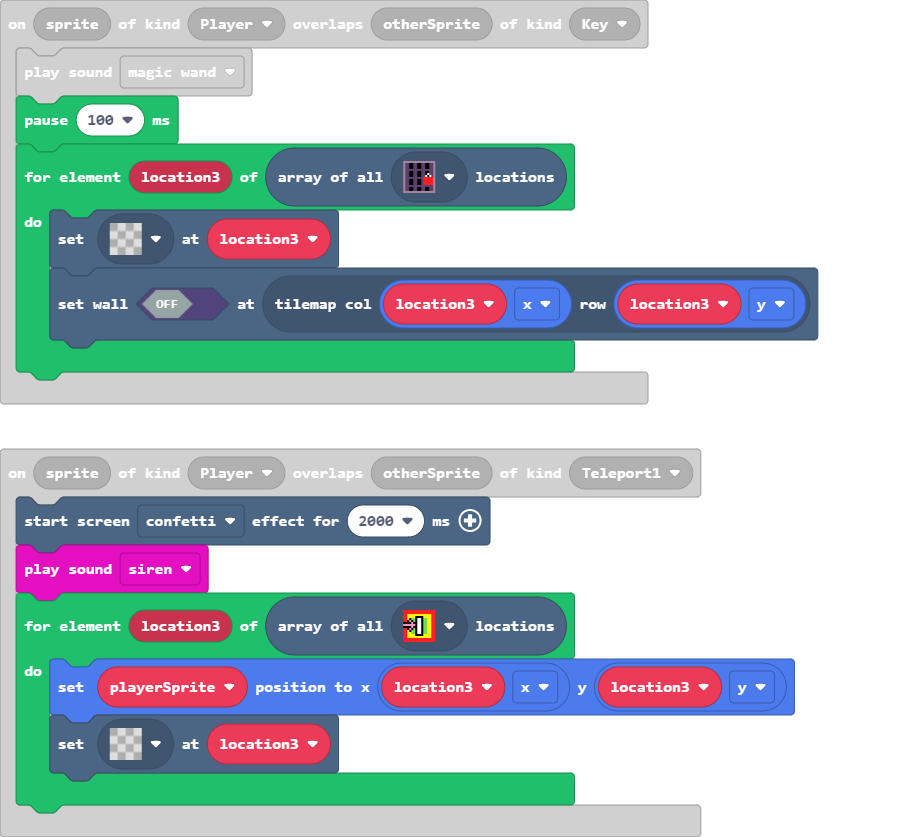 on sprite of kind Player overlaps otherSprite of kind Key
play sound magic wand
pause 100 ms
for element location3 of array of all locations
do
set at location3
set wall OFF at tilemap col location3 x row location3 y
on sprite of kind Player overlaps otherSprite of kind Teleport1
start screen confetti effect for 2000 ms
play sound siren
for element location3 of array of all locations
do
set playerSprite position to x location3 x y location3 y
set at location3